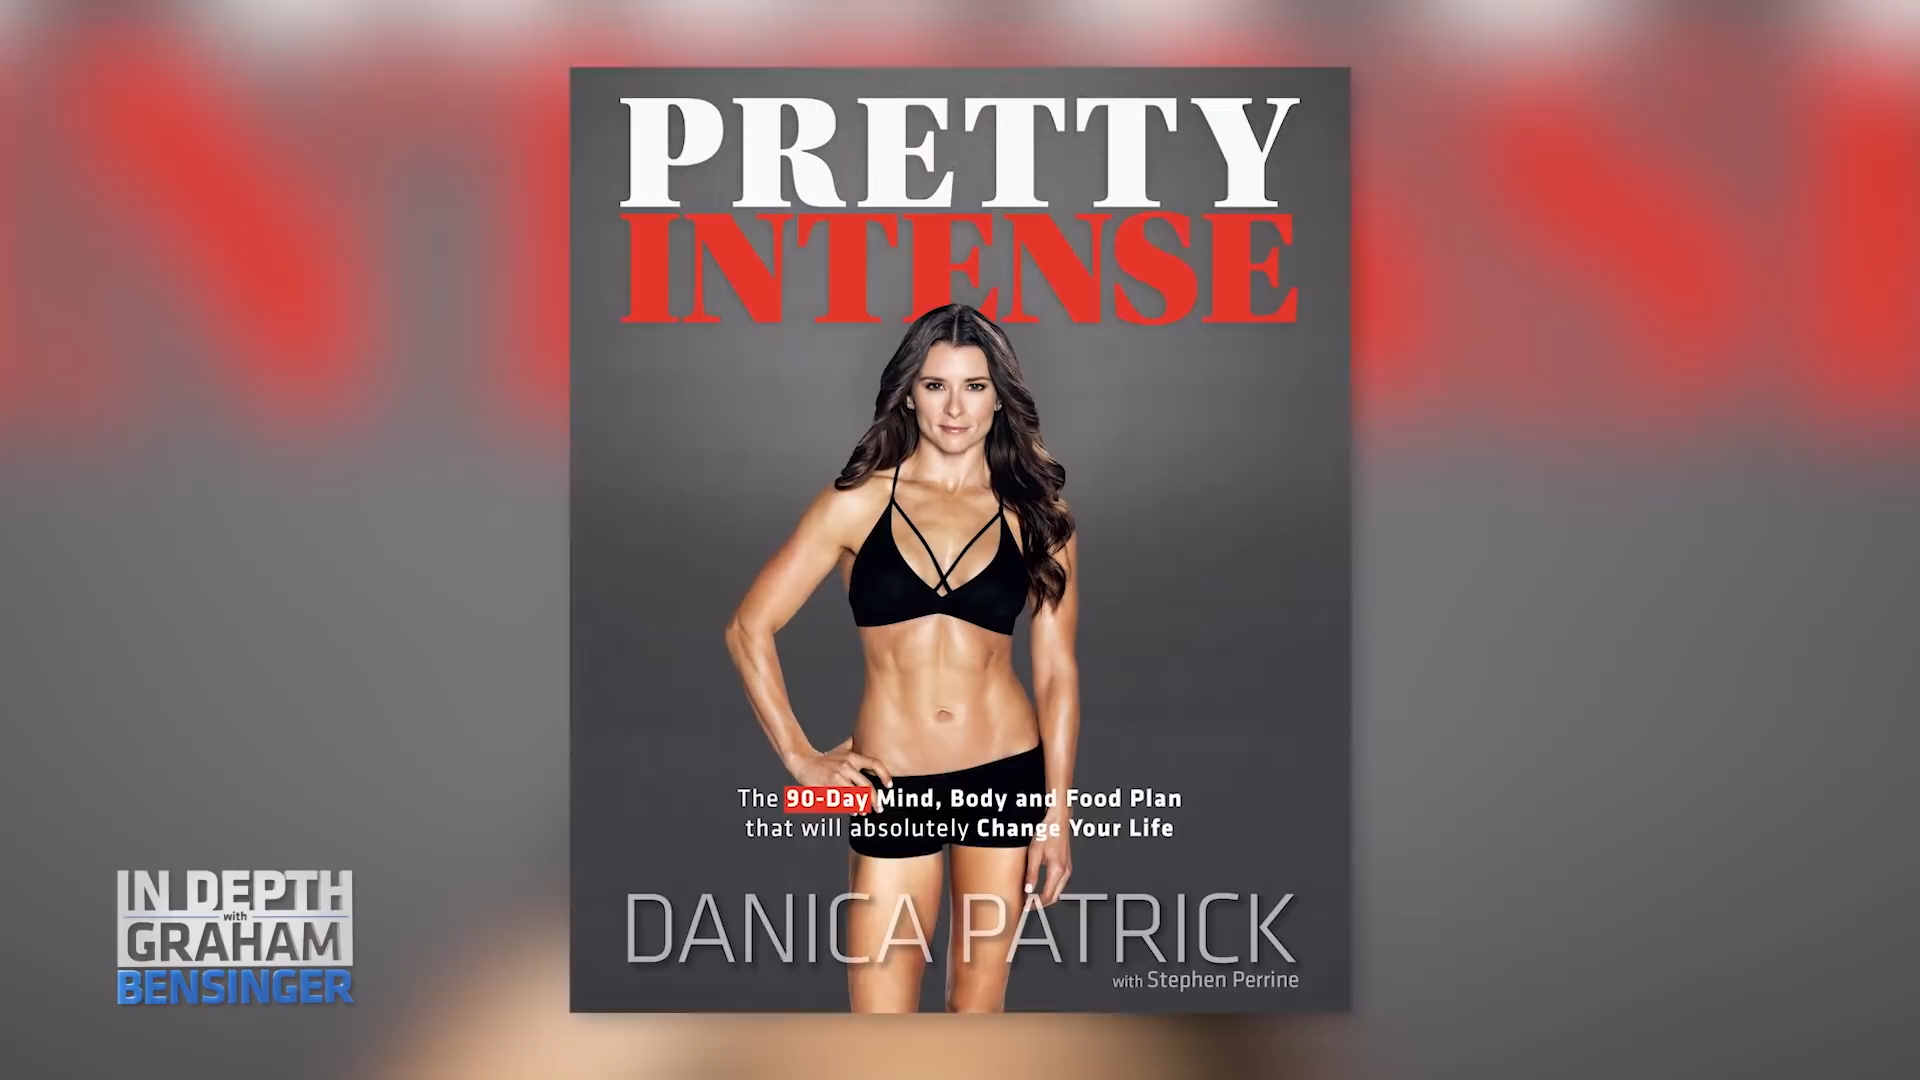 PRETTY
INTENSE
The 90-Day Mind, Body and Food Plan
that will absolutely Change Your Life
DANICA PATRICK
with Stephen Perrine
IN DEPTH
with
GRAHAM
BENSINGER